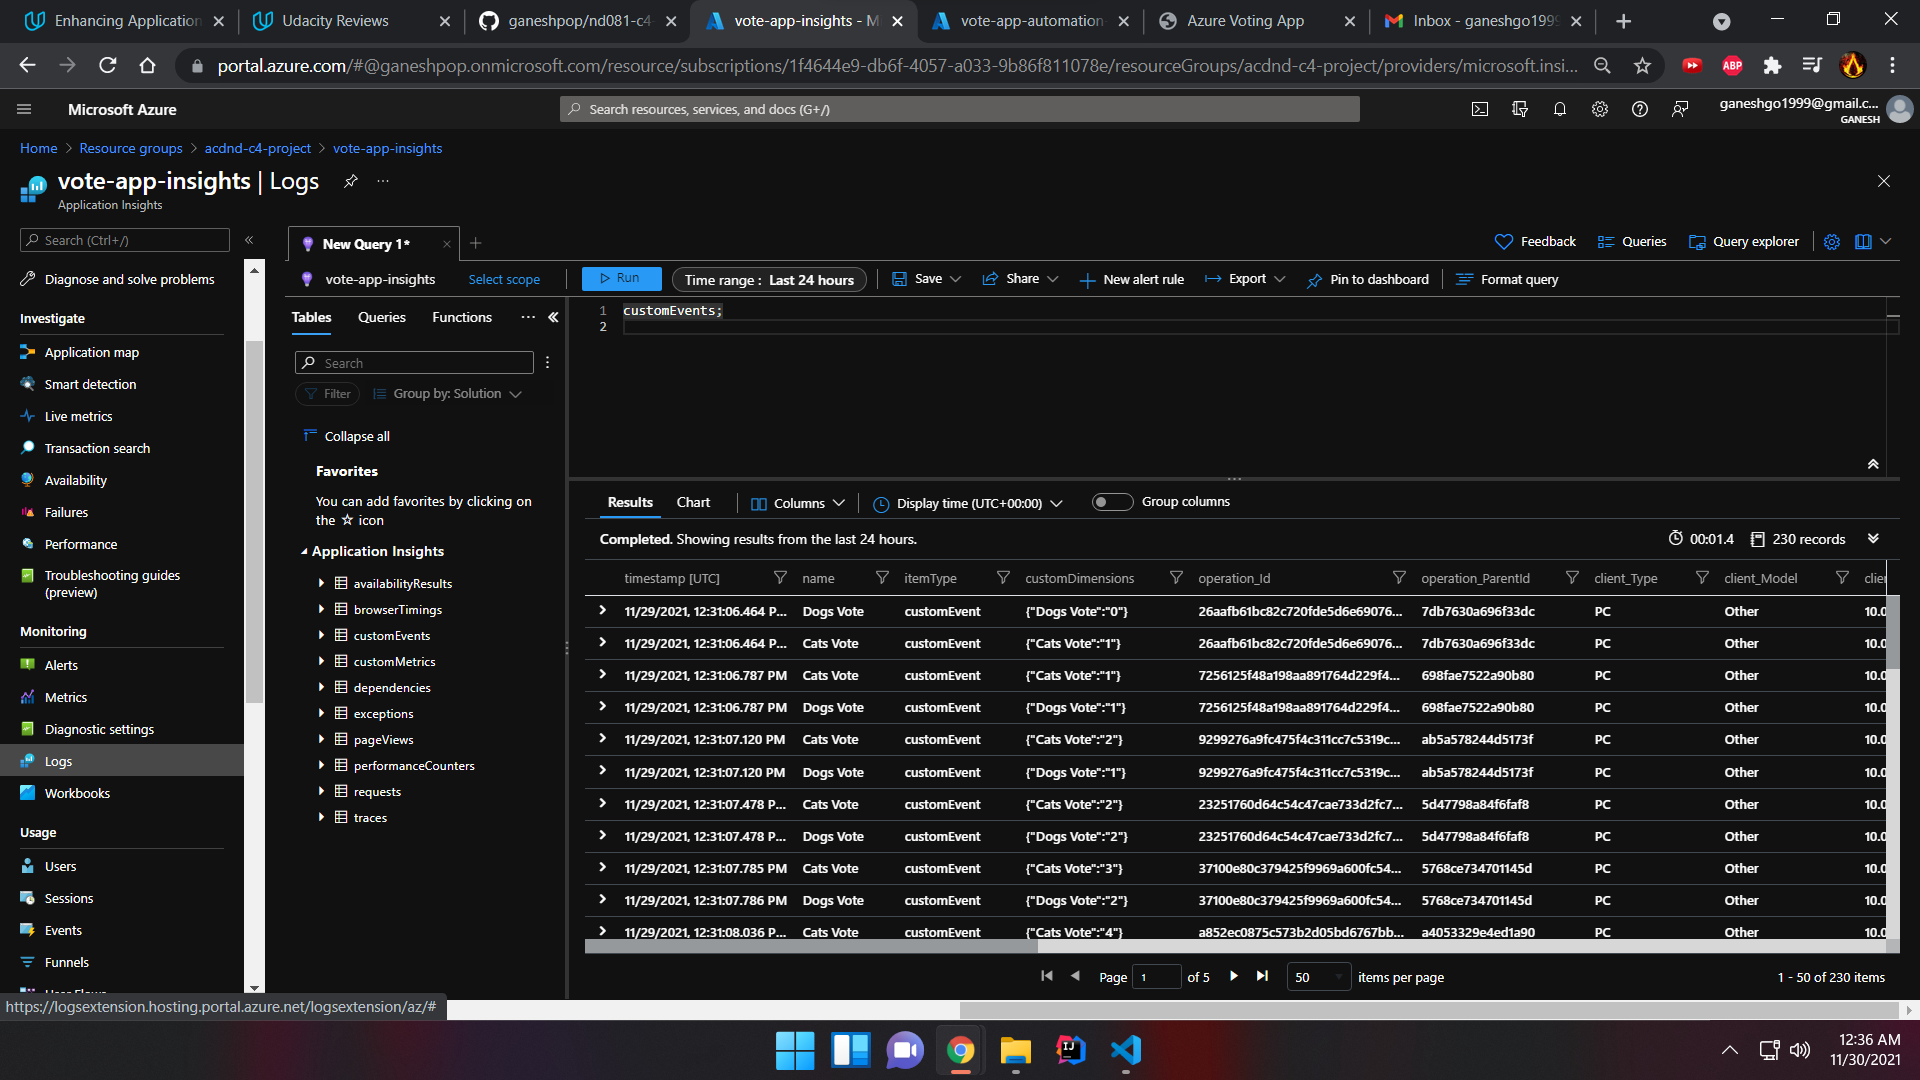 Enhancing Application
Udacity Reviews
ganeshpop/nd081-c4-
vote-app-insights - M
vote-app-automation-
Azure Voting App
Inbox - ganeshgo1999
portal.azure.com/#@ganeshpop.onmicrosoft.com/resource/subscriptions/1f4644e9-db6f-4057-a033-9b86f811078e/resourceGroups/acdnd-c4-project/providers/microsoft.insi...
ABP
Microsoft Azure
Search resources, services, and docs (G+/)
ganeshgo1999@gmail.c...
GANESH
Home > Resource groups > acdnd-c4-project > vote-app-insights
vote-app-insights | Logs
Application Insights
Search (Ctrl+/)
Diagnose and solve problems
Investigate
Application map
Smart detection
Live metrics
Transaction search
Availability
Failures
Performance
Troubleshooting guides
(preview)
Monitoring
Alerts
Metrics
Diagnostic settings
Logs
Workbooks
Usage
Users
Sessions
Events
Funnels
https://logsextension.hosting.portal.azure.net/logsextension/az/#
New Query 1*
Feedback Queries Query explorer
vote-app-insights Select scope Run Time range : Last 24 hours Save Share New alert rule Export Pin to dashboard Format query
Tables Queries Functions
Search
Filter Group by: Solution
Collapse all
Favorites
You can add favorites by clicking on
the ☆ icon
Application Insights
availabilityResults
browserTimings
customEvents
customMetrics
dependencies
exceptions
pageViews
performanceCounters
requests
traces
1 customEvents;
2
Results Chart Columns Display time (UTC+00:00) Group columns
Completed. Showing results from the last 24 hours. 00:01.4 230 records
timestamp [UTC] name itemType customDimensions operation_Id operation_ParentId client_Type client_Model clier
11/29/2021, 12:31:06.464 P... Dogs Vote customEvent {"Dogs Vote":"0"} 26aafb61bc82c720fde5d6e69076... 7db7630a696f33dc PC Other 10.0
11/29/2021, 12:31:06.464 P... Cats Vote customEvent {"Cats Vote":"1"} 26aafb61bc82c720fde5d6e69076... 7db7630a696f33dc PC Other 10.0
11/29/2021, 12:31:06.787 PM Cats Vote customEvent {"Cats Vote":"1"} 7256125f48a198aa891764d229f4... 698fae7522a90b80 PC Other 10.0
11/29/2021, 12:31:06.787 PM Dogs Vote customEvent {"Dogs Vote":"1"} 7256125f48a198aa891764d229f4... 698fae7522a90b80 PC Other 10.0
11/29/2021, 12:31:07.120 PM Cats Vote customEvent {"Cats Vote":"2"} 9299276a9fc475f4c311cc7c5319c... ab5a578244d5173f PC Other 10.0
11/29/2021, 12:31:07.120 PM Dogs Vote customEvent {"Dogs Vote":"1"} 9299276a9fc475f4c311cc7c5319c... ab5a578244d5173f PC Other 10.0
11/29/2021, 12:31:07.478 P... Cats Vote customEvent {"Cats Vote":"2"} 23251760d64c54c47cae733d2fc7... 5d47798a84f6faf8 PC Other 10.0
11/29/2021, 12:31:07.478 P... Dogs Vote customEvent {"Dogs Vote":"2"} 23251760d64c54c47cae733d2fc7... 5d47798a84f6faf8 PC Other 10.0
11/29/2021, 12:31:07.785 PM Cats Vote customEvent {"Cats Vote":"3"} 37100e80c379425f9969a600fc54... 5768ce734701145d PC Other 10.0
11/29/2021, 12:31:07.786 PM Dogs Vote customEvent {"Dogs Vote":"2"} 37100e80c379425f9969a600fc54... 5768ce734701145d PC Other 10.0
11/29/2021, 12:31:08.036 P... Cats Vote customEvent {"Cats Vote":"4"} a852ec0875c573b2d05bd6767bb... a4053329e4ed1a90 PC Other 10.0
Page 1 of 5 50 items per page 1 - 50 of 230 items
12:36 AM
11/30/2021